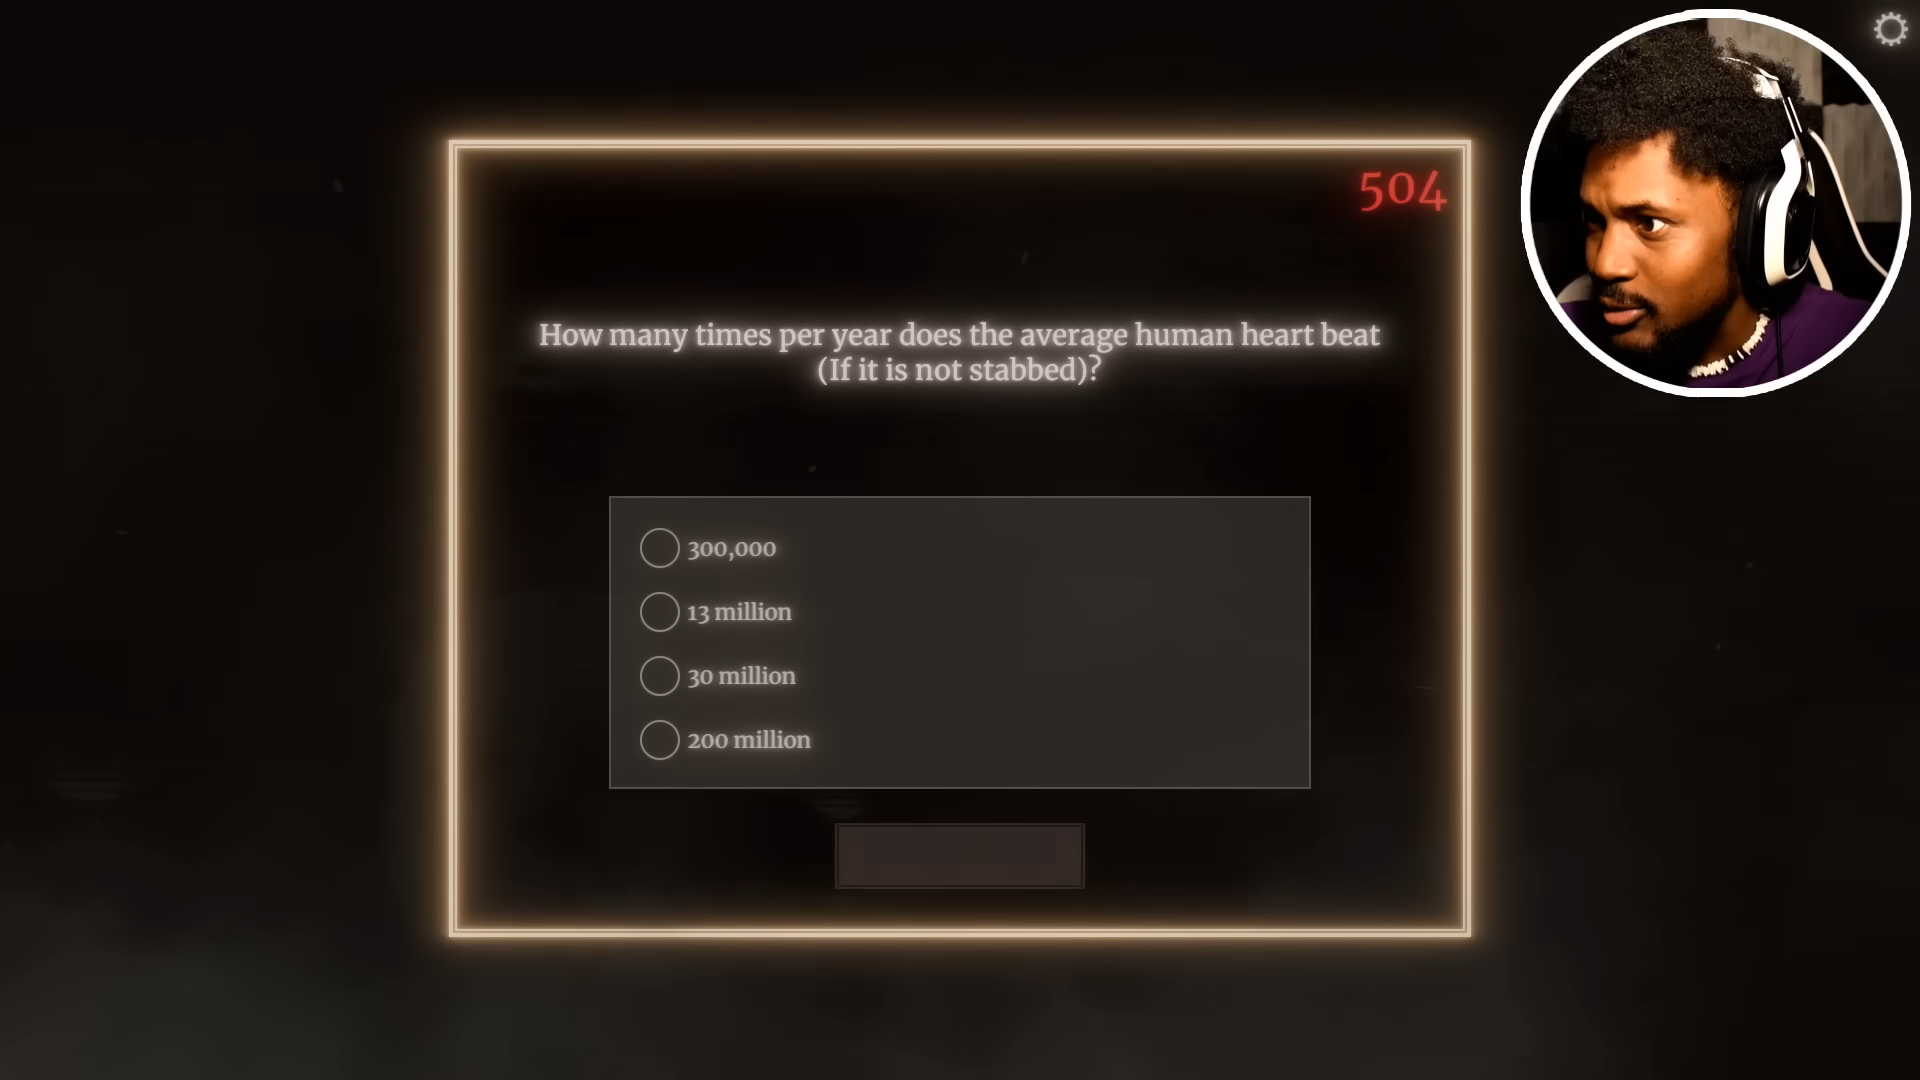 504
How many times per year does the average human heart beat
(If it is not stabbed)?
300,000
13 million
30 million
200 million